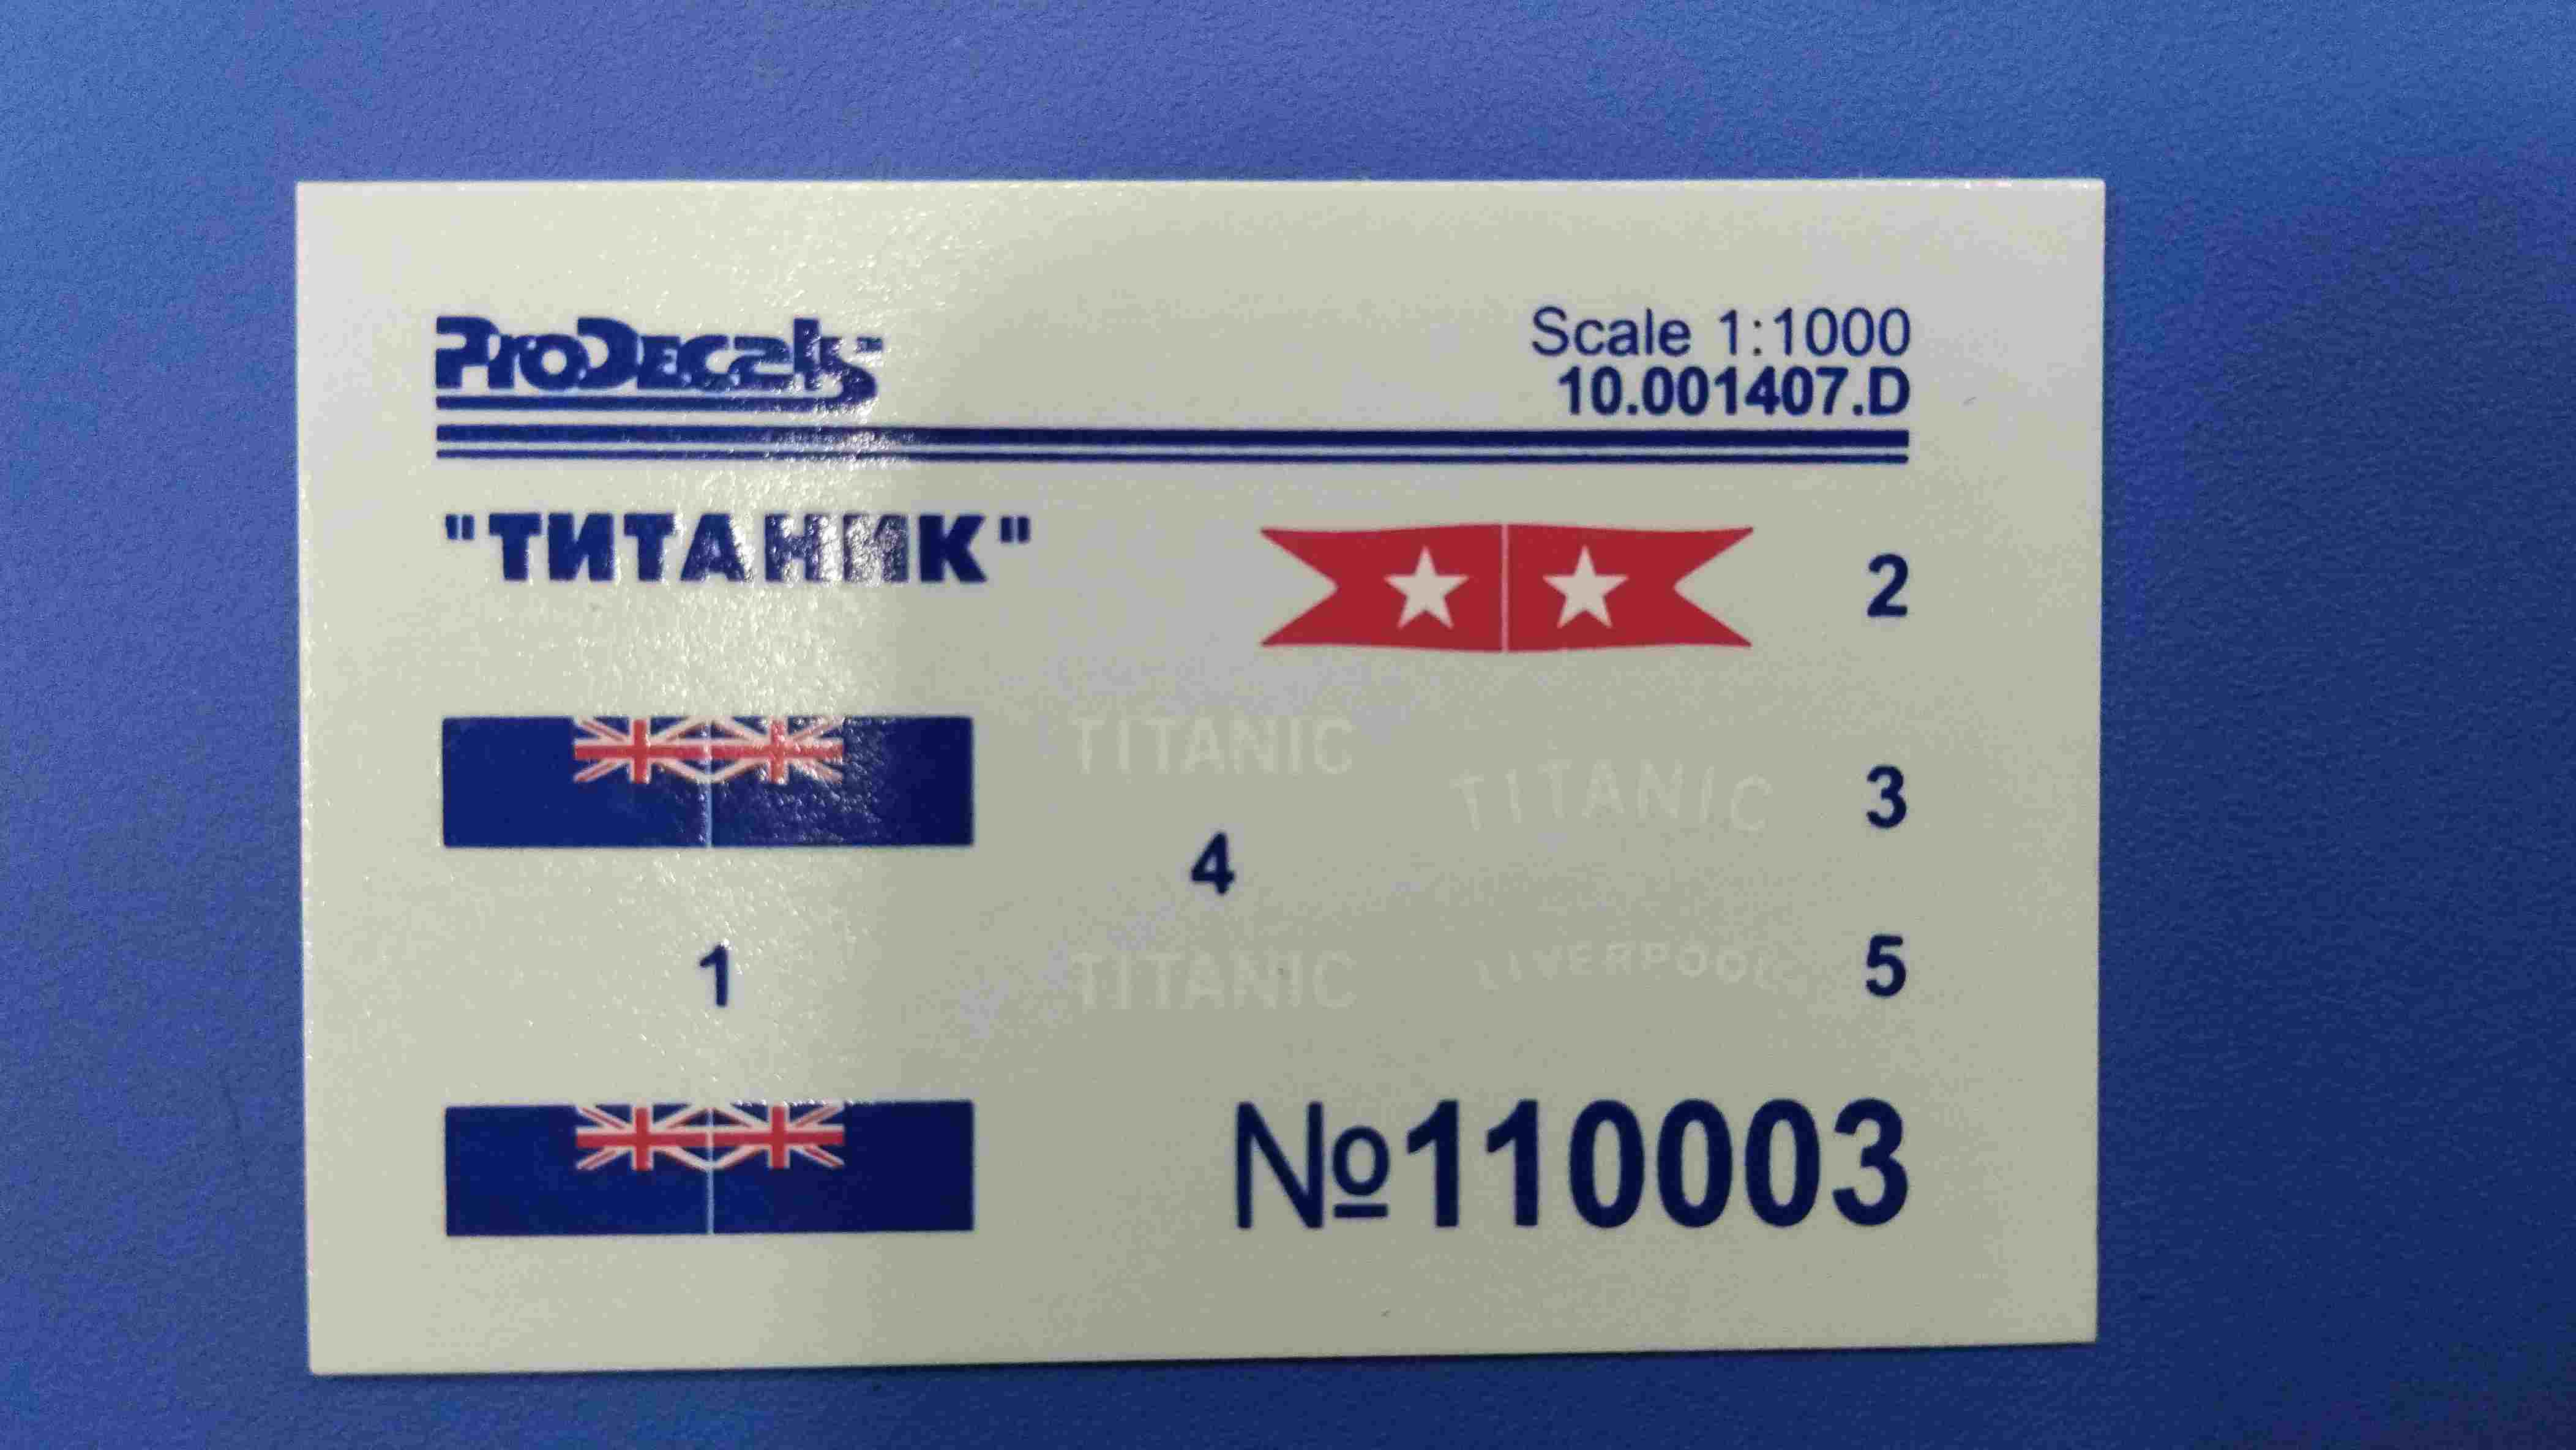 ProDecals
Scale 1:1000
10.001407.D
"ТИТАНИК"
2
TITANIC
TITANIC
3
4
1
TITANIC
LIVERPOOL
5
№110003